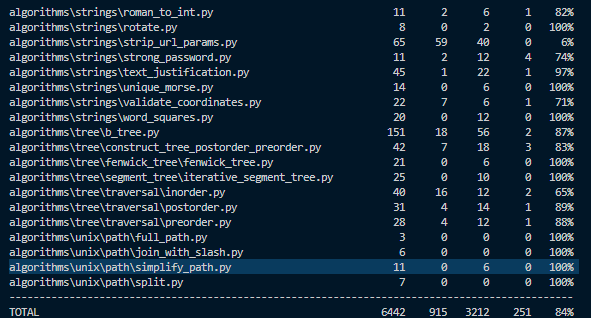 algorithms\strings\roman_to_int.py 11 2 6 1 82%
algorithms\strings\rotate.py 8 0 2 0 100%
algorithms\strings\strip_url_params.py 65 59 40 0 6%
algorithms\strings\strong_password.py 11 2 12 4 74%
algorithms\strings\text_justification.py 45 1 22 1 97%
algorithms\strings\unique_morse.py 14 0 6 0 100%
algorithms\strings\validate_coordinates.py 22 7 6 1 71%
algorithms\strings\word_squares.py 20 0 12 0 100%
algorithms\tree\b_tree.py 151 18 56 2 87%
algorithms\tree\construct_tree_postorder_preorder.py 42 7 18 3 83%
algorithms\tree\fenwick_tree\fenwick_tree.py 21 0 6 0 100%
algorithms\tree\segment_tree\iterative_segment_tree.py 25 0 10 0 100%
algorithms\tree\traversal\inorder.py 40 16 12 2 65%
algorithms\tree\traversal\postorder.py 31 4 14 1 89%
algorithms\tree\traversal\preorder.py 28 4 12 1 88%
algorithms\unix\path\full_path.py 3 0 0 0 100%
algorithms\unix\path\join_with_slash.py 6 0 0 0 100%
algorithms\unix\path\simplify_path.py 11 0 6 0 100%
algorithms\unix\path\split.py 7 0 0 0 100%
TOTAL 6442 915 3212 251 84%